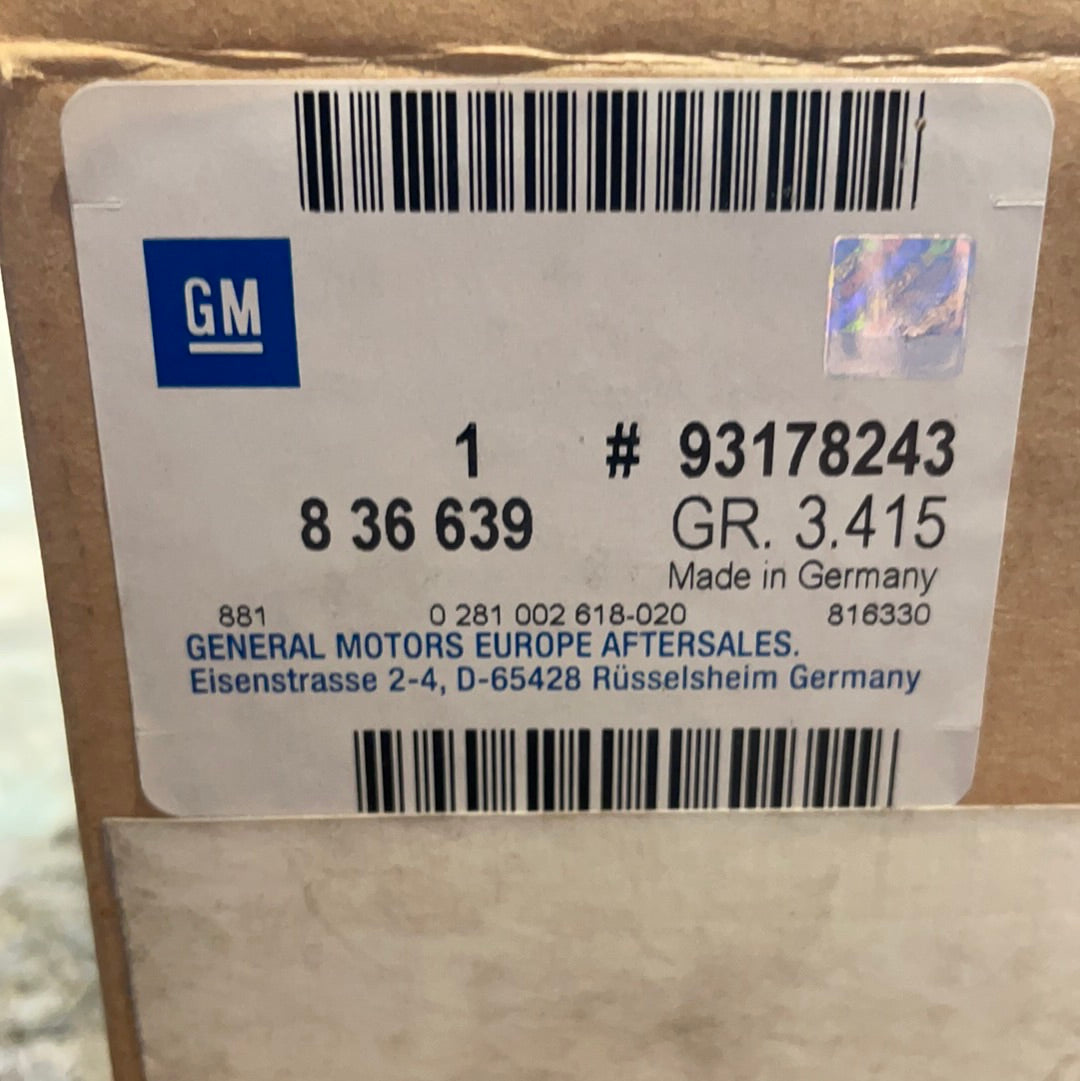 GM
1 # 93178243
8 36 639 GR. 3.415
Made in Germany
881 0 281 002 618-020 816330
GENERAL MOTORS EUROPE AFTERSALES.
Eisenstrasse 2-4, D-65428 Rüsselsheim Germany